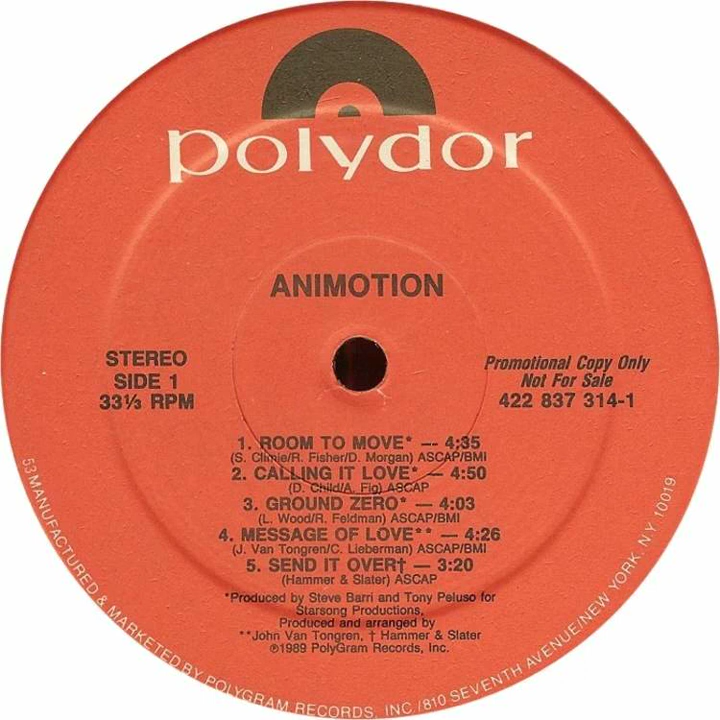 polydor
ANIMOTION
STEREO
SIDE 1
33⅓ RPM
Promotional Copy Only
Not For Sale
422 837 314-1
1. ROOM TO MOVE* — 4:35
(S. Climie/R. Fisher/D. Morgan) ASCAP/BMI
2. CALLING IT LOVE* — 4:50
(D. Child/A. Fig) ASCAP
3. GROUND ZERO* — 4:03
(L. Wood/R. Feldman) ASCAP/BMI
4. MESSAGE OF LOVE** — 4:26
(J. Van Tongren/C. Lieberman) ASCAP/BMI
5. SEND IT OVER† — 3:20
(Hammer & Slater) ASCAP
*Produced by Steve Barri and Tony Peluso for
Starsong Productions,
Produced and arranged by
**John Van Tongren, † Hammer & Slater
℗1989 PolyGram Records, Inc.
53 MANUFACTURED & MARKETED BY POLYGRAM RECORDS, INC./810 SEVENTH AVENUE/NEW YORK, N.Y. 10019